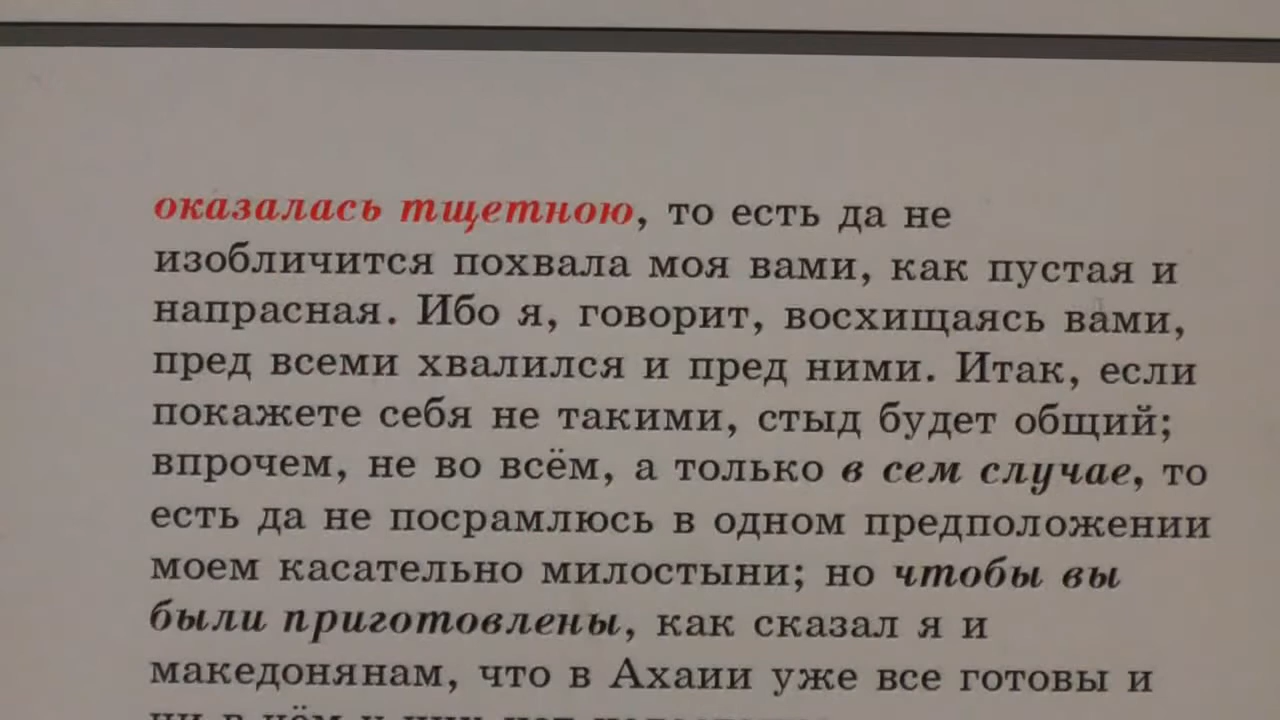 оказалась тщетною, то есть да не
изобличится похвала моя вами, как пустая и
напрасная. Ибо я, говорит, восхищаясь вами,
пред всеми хвалился и пред ними. Итак, если
покажете себя не такими, стыд будет общий;
впрочем, не во всём, а только в сем случае, то
есть да не посрамлюсь в одном предположении
моем касательно милостыни; но чтобы вы
были приготовлены, как сказал я и
македонянам, что в Ахаии уже все готовы и